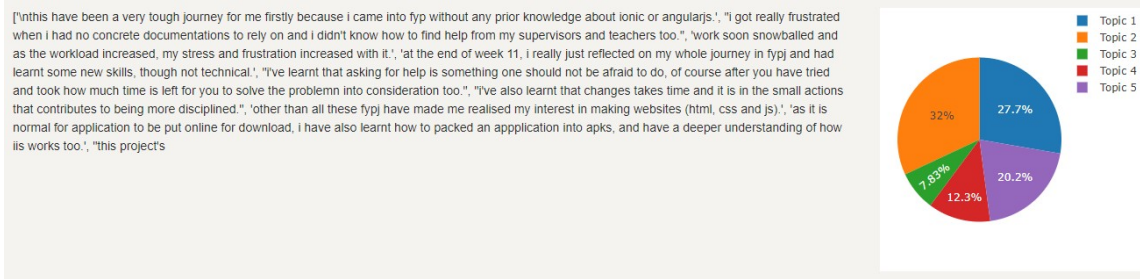 ['\nthis have been a very tough journey for me firstly because i came into fyp without any prior knowledge about ionic or angularjs.', "i got really frustrated
when i had no concrete documentations to rely on and i didn't know how to find help from my supervisors and teachers too.", 'work soon snowballed and
as the workload increased, my stress and frustration increased with it.', 'at the end of week 11, i really just reflected on my whole journey in fypj and had
learnt some new skills, though not technical.', "i've learnt that asking for help is something one should not be afraid to do, of course after you have tried
and took how much time is left for you to solve the problemn into consideration too.", "i've also learnt that changes takes time and it is in the small actions
that contributes to being more disciplined.", 'other than all these fypj have made me realised my interest in making websites (html, css and js).', 'as it is
normal for application to be put online for download, i have also learnt how to packed an appplication into apks, and have a deeper understanding of how
iis works too.', "this project's
Topic 1
Topic 2
Topic 3
Topic 4
Topic 5
32%
27.7%
7.83%
12.3%
20.2%